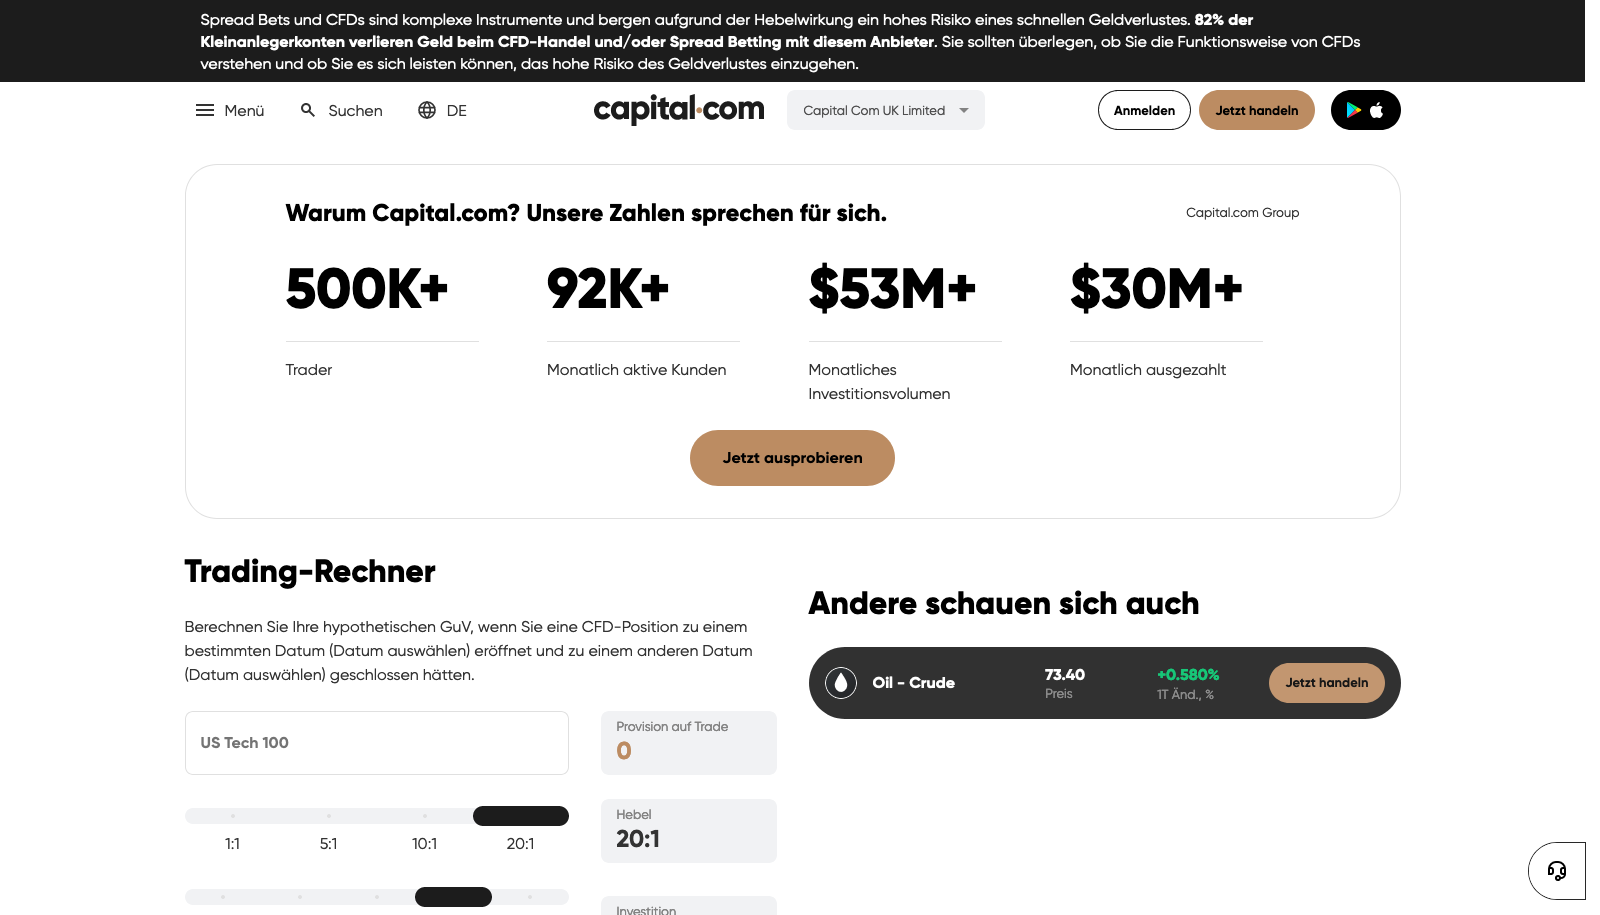 Spread Bets und CFDs sind komplexe Instrumente und bergen aufgrund der Hebelwirkung ein hohes Risiko eines schnellen Geldverlustes. 82% der
Kleinanlegerkonten verlieren Geld beim CFD-Handel und/oder Spread Betting mit diesem Anbieter. Sie sollten überlegen, ob Sie die Funktionsweise von CFDs
verstehen und ob Sie es sich leisten können, das hohe Risiko des Geldverlustes einzugehen.
Menü Suchen DE capital.com Capital Com UK Limited Anmelden Jetzt handeln
Warum Capital.com? Unsere Zahlen sprechen für sich. Capital.com Group
500K+ 92K+ $53M+ $30M+
Trader Monatlich aktive Kunden Monatliches Monatlich ausgezahlt
Investitionsvolumen
Jetzt ausprobieren
Trading-Rechner
Berechnen Sie Ihre hypothetischen GuV, wenn Sie eine CFD-Position zu einem
bestimmten Datum (Datum auswählen) eröffnet und zu einem anderen Datum
(Datum auswählen) geschlossen hätten.
US Tech 100
Provision auf Trade
0
1:1 5:1 10:1 20:1
Hebel
20:1
Investition
Andere schauen sich auch
Oil - Crude 73.40 +0.580% Jetzt handeln
Preis 1T Änd., %